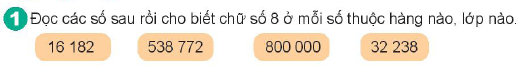 1 Đọc các số sau rồi cho biết chữ số 8 ở mỗi số thuộc hàng nào, lớp nào.
16 182 538 772 800 000 32 238